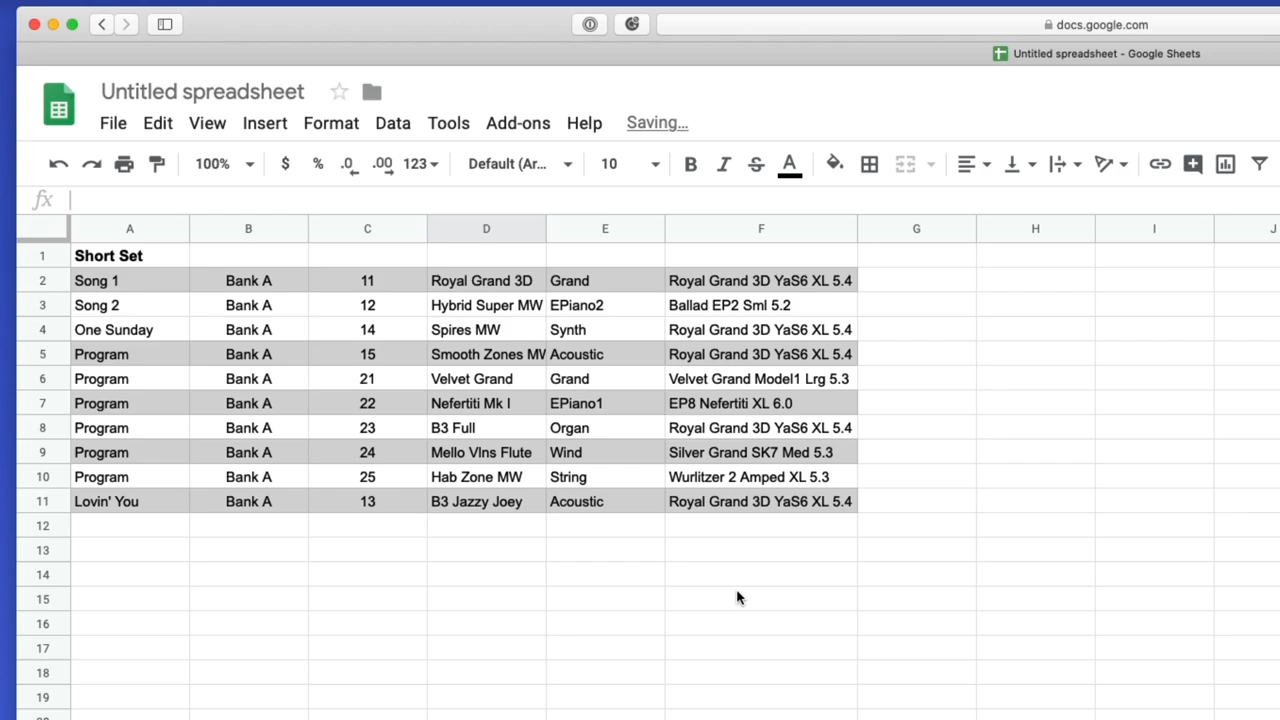 docs.google.com
Untitled spreadsheet - Google Sheets
Untitled spreadsheet
File Edit View Insert Format Data Tools Add-ons Help Saving...
100% $ % .0 .00 123 Default (Ar... 10 B I S A
fx
A B C D E F G H I J
1 Short Set
2 Song 1 Bank A 11 Royal Grand 3D Grand Royal Grand 3D YaS6 XL 5.4
3 Song 2 Bank A 12 Hybrid Super MW EPiano2 Ballad EP2 Sml 5.2
4 One Sunday Bank A 14 Spires MW Synth Royal Grand 3D YaS6 XL 5.4
5 Program Bank A 15 Smooth Zones MW Acoustic Royal Grand 3D YaS6 XL 5.4
6 Program Bank A 21 Velvet Grand Grand Velvet Grand Model1 Lrg 5.3
7 Program Bank A 22 Nefertiti Mk I EPiano1 EP8 Nefertiti XL 6.0
8 Program Bank A 23 B3 Full Organ Royal Grand 3D YaS6 XL 5.4
9 Program Bank A 24 Mello Vlns Flute Wind Silver Grand SK7 Med 5.3
10 Program Bank A 25 Hab Zone MW String Wurlitzer 2 Amped XL 5.3
11 Lovin' You Bank A 13 B3 Jazzy Joey Acoustic Royal Grand 3D YaS6 XL 5.4
12
13
14
15
16
17
18
19